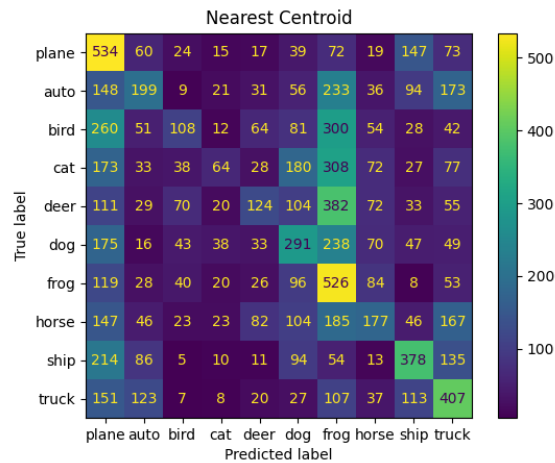 Nearest Centroid
plane 534 60 24 15 17 39 72 19 147 73
auto 148 199 9 21 31 56 233 36 94 173
bird 260 51 108 12 64 81 300 54 28 42
cat 173 33 38 64 28 180 308 72 27 77
deer 111 29 70 20 124 104 382 72 33 55
dog 175 16 43 38 33 291 238 70 47 49
frog 119 28 40 20 26 96 526 84 8 53
horse 147 46 23 23 82 104 185 177 46 167
ship 214 86 5 10 11 94 54 13 378 135
truck 151 123 7 8 20 27 107 37 113 407
plane auto bird cat deer dog frog horse ship truck
Predicted label
True label
500
400
300
200
100